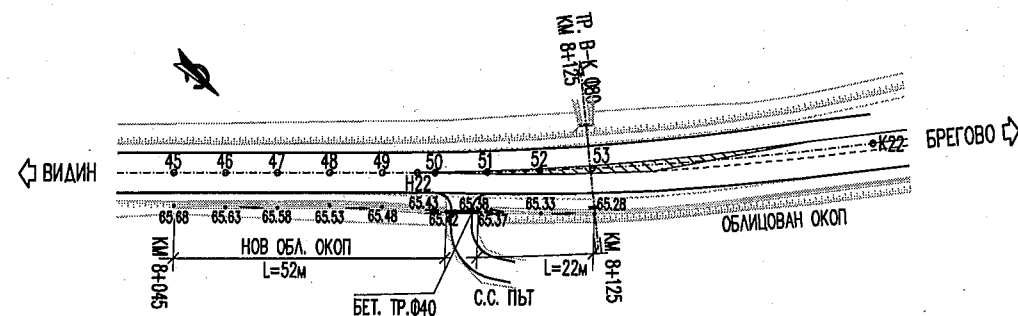 ТР. В-К Ф80
КМ 8+125
ВИДИН
45 46 47 48 49 50 51 52 53
К22
БРЕГОВО
Н22
65.68 65.63 65.58 65.53 65.48 65.43 65.42 65.38 65.37 65.33 65.28
ОБЛИЦОВАН ОКОП
КМ 8+045
НОВ ОБЛ. ОКОП
L=52м
L=22м
КМ 8+125
БЕТ. ТР.Ф40
С.С. ПЪТ